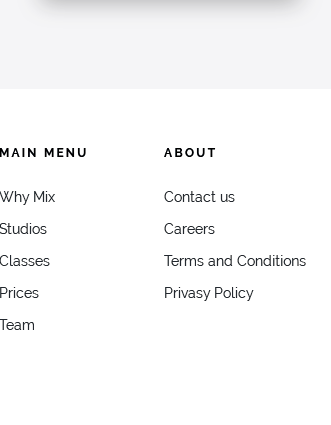 MAIN MENU
Why Mix
Studios
Classes
Prices
Team
ABOUT
Contact us
Careers
Terms and Conditions
Privasy Policy